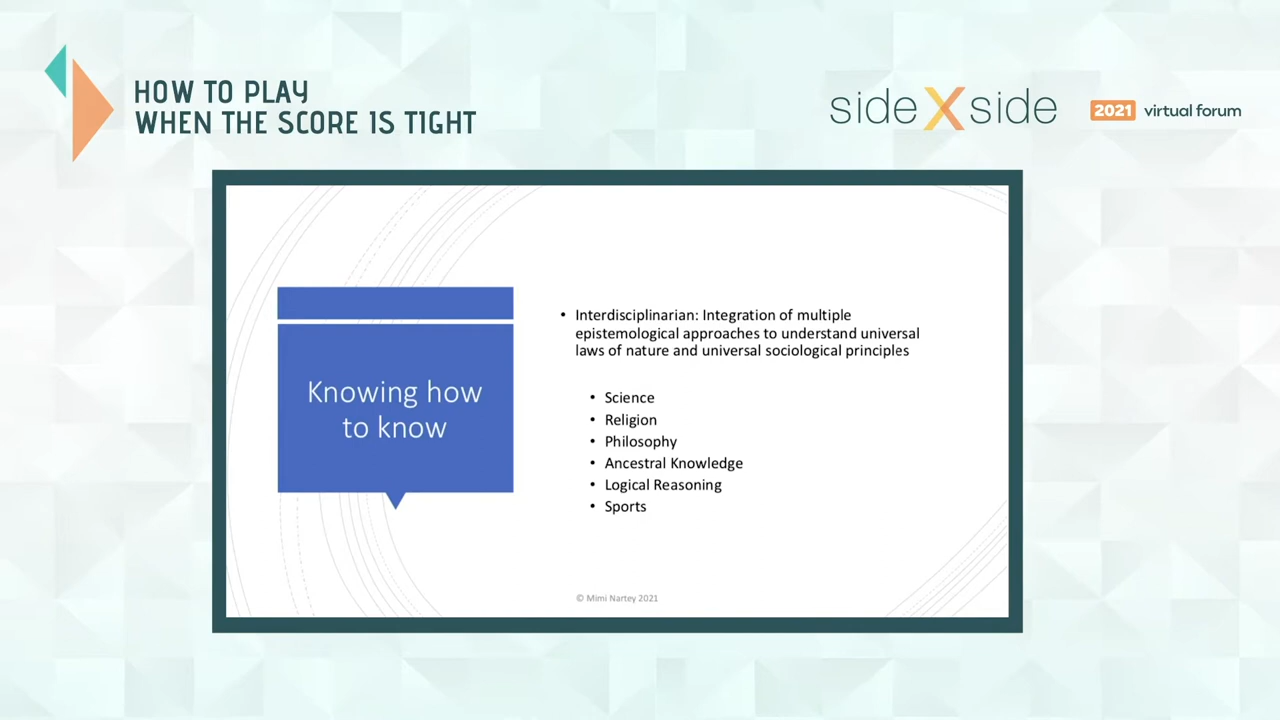 HOW TO PLAY
WHEN THE SCORE IS TIGHT
side X side
2021 virtual forum
Knowing how
to know
• Interdisciplinarian: Integration of multiple
epistemological approaches to understand universal
laws of nature and universal sociological principles
• Science
• Religion
• Philosophy
• Ancestral Knowledge
• Logical Reasoning
• Sports
© Mimi Nartey 2021